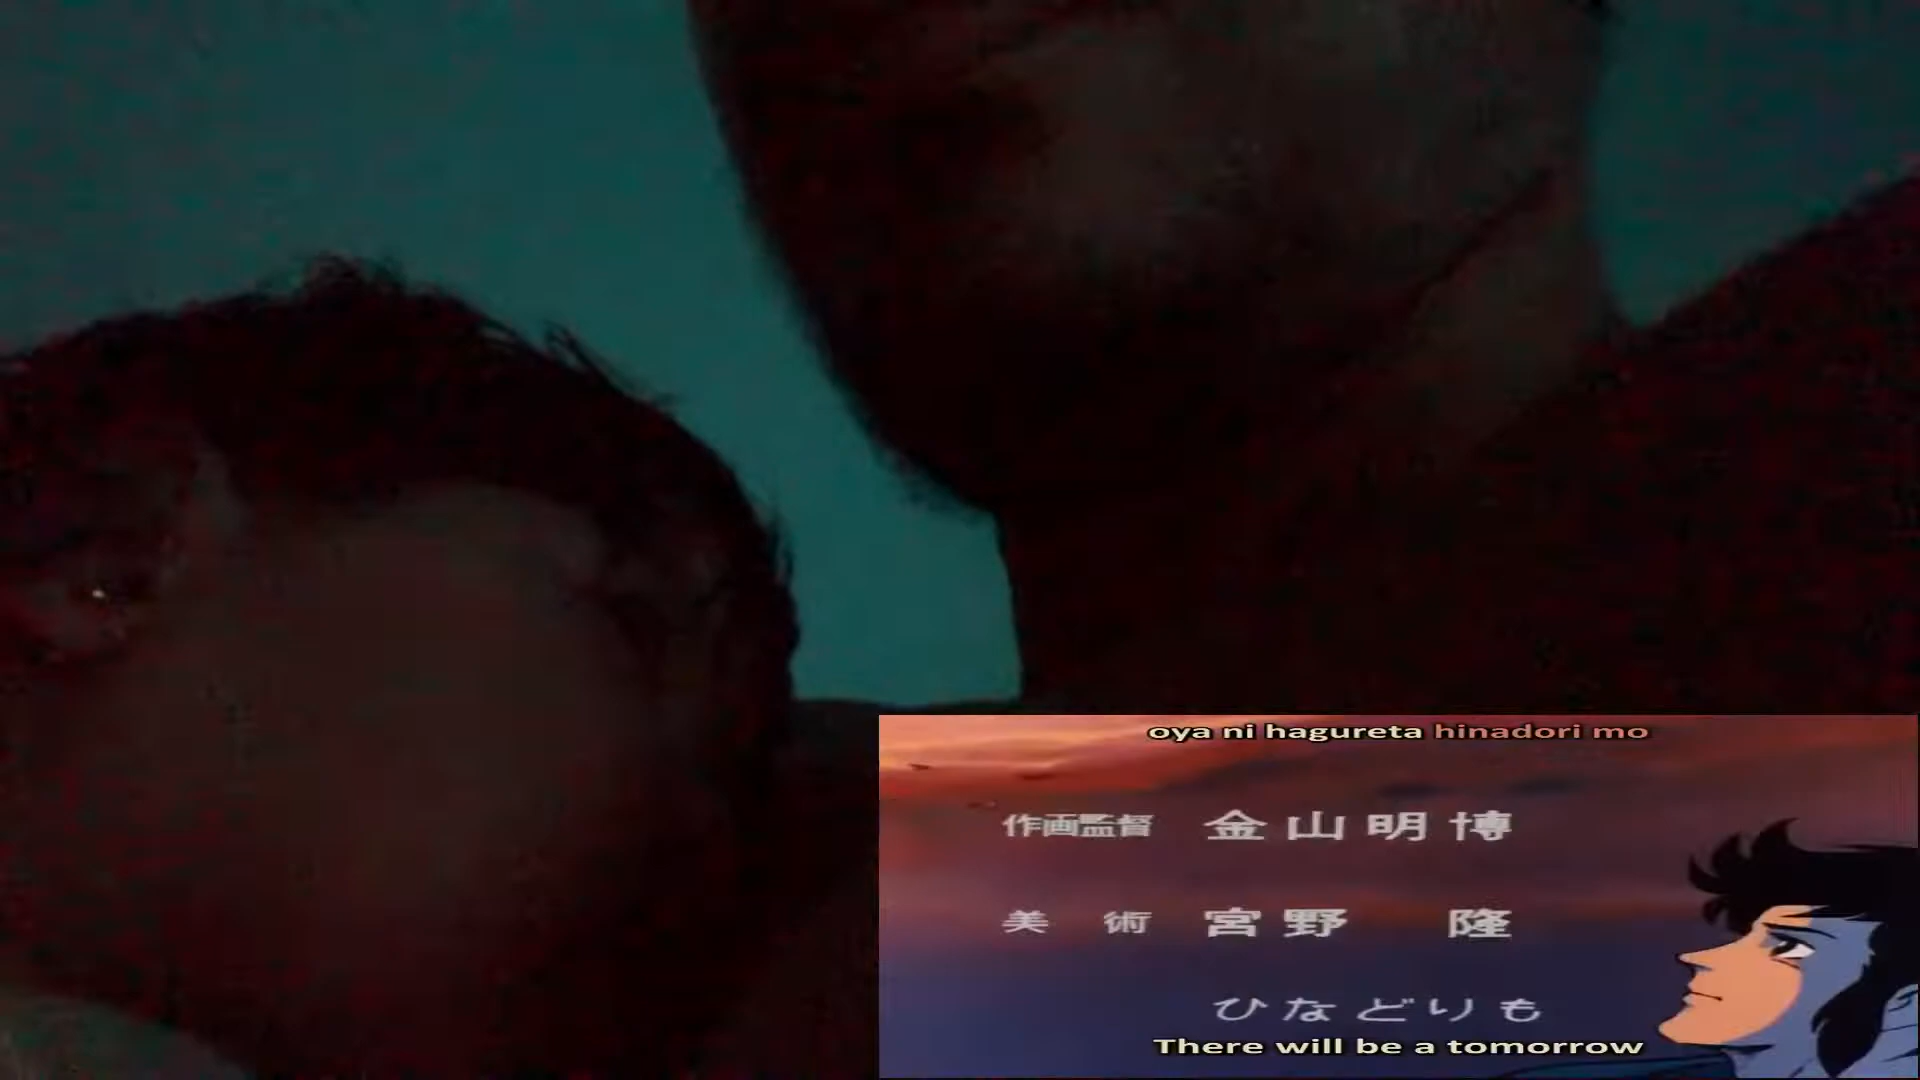 oya ni hagureta hinadori mo
作画監督 金山明博
美術 宮野 隆
ひなどりも
There will be a tomorrow